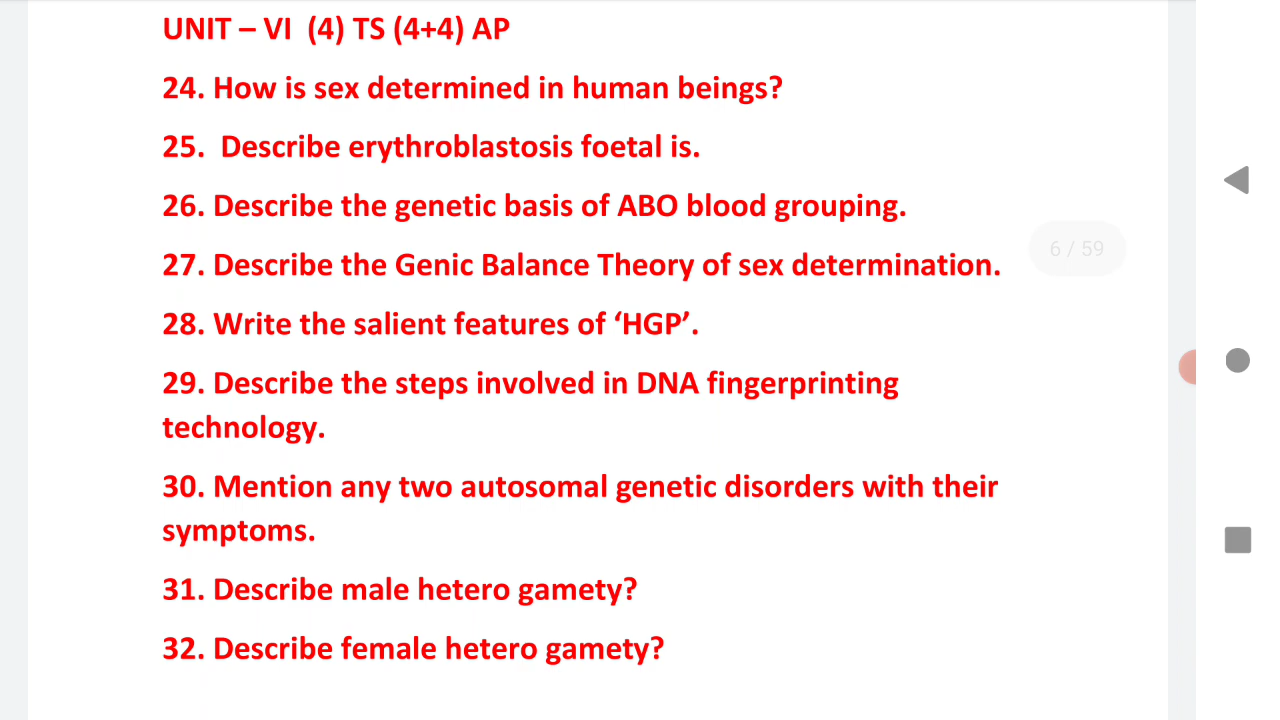 UNIT – VI  (4) TS (4+4) AP
24. How is sex determined in human beings?
25.  Describe erythroblastosis foetal is.
26. Describe the genetic basis of ABO blood grouping.
27. Describe the Genic Balance Theory of sex determination.
6 / 59
28. Write the salient features of ‘HGP’.
29. Describe the steps involved in DNA fingerprinting
technology.
30. Mention any two autosomal genetic disorders with their
symptoms.
31. Describe male hetero gamety?
32. Describe female hetero gamety?